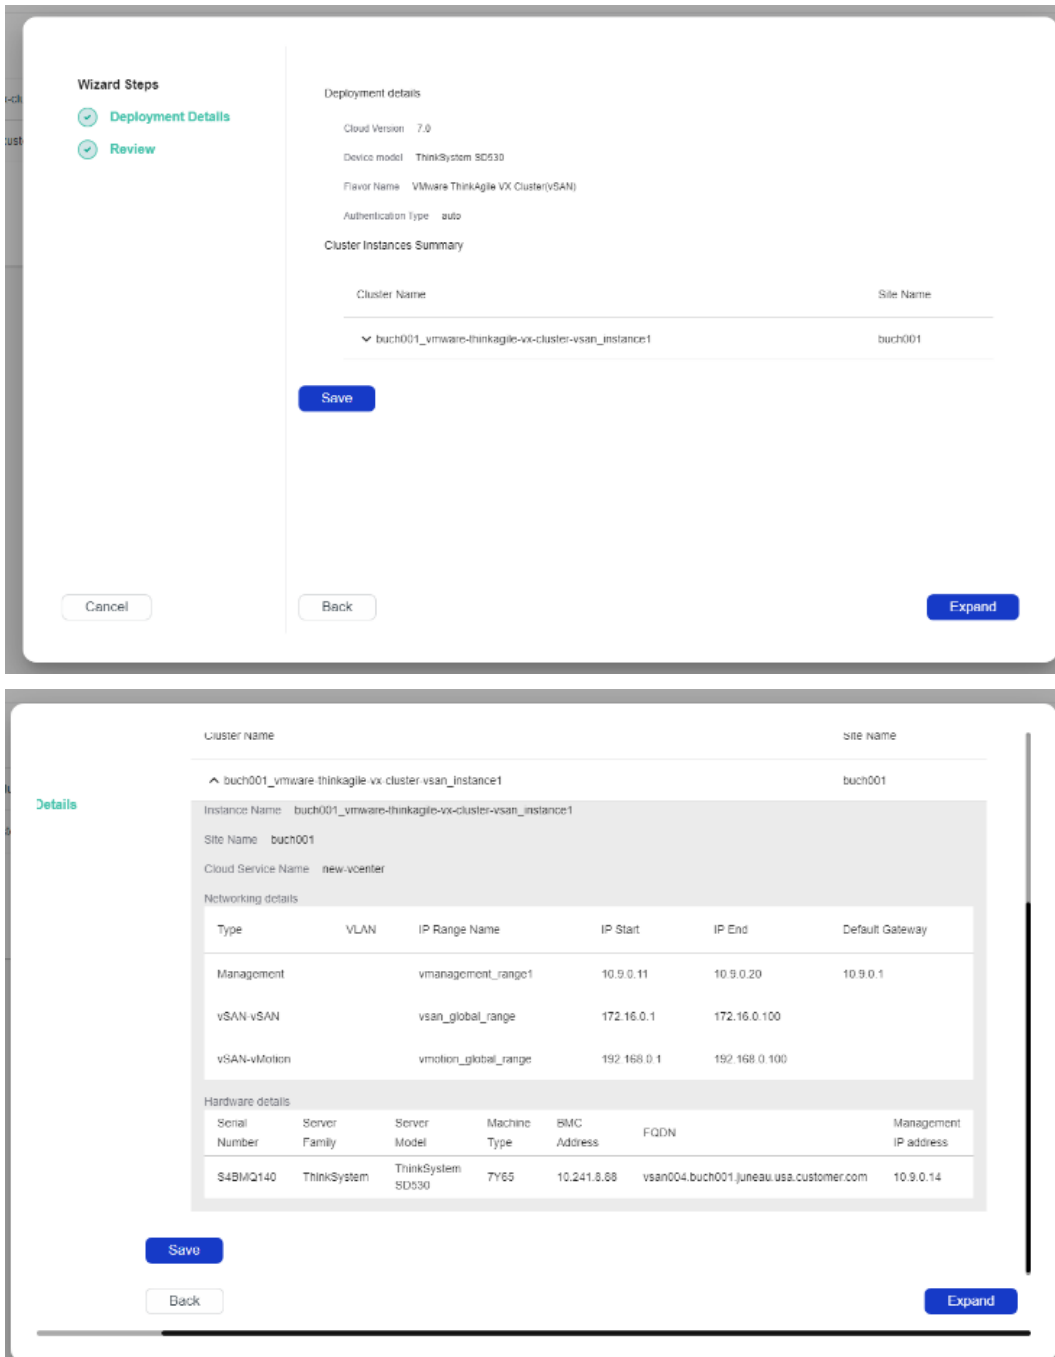 Wizard Steps
Deployment Details
Review
Deployment details
Cloud Version 7.0
Device model ThinkSystem SD530
Flavor Name VMware ThinkAgile VX Cluster(vSAN)
Authentication Type auto
Cluster Instances Summary
Cluster Name Site Name
buch001_vmware-thinkagile-vx-cluster-vsan_instance1 buch001
Save
Cancel Back Expand
Cluster Name Site Name
buch001_vmware-thinkagile-vx-cluster-vsan_instance1 buch001
Details
Instance Name buch001_vmware-thinkagile-vx-cluster-vsan_instance1
Site Name buch001
Cloud Service Name new-vcenter
Networking details
Type VLAN IP Range Name IP Start IP End Default Gateway
Management vmanagement_range1 10.9.0.11 10.9.0.20 10.9.0.1
vSAN-vSAN vsan_global_range 172.16.0.1 172.16.0.100
vSAN-vMotion vmotion_global_range 192.168.0.1 192.168.0.100
Hardware details
Serial Number Server Family Server Model Machine Type BMC Address FQDN Management IP address
S4BMQ140 ThinkSystem ThinkSystem SD530 7Y65 10.241.8.68 vsan004.buch001.juneau.usa.customer.com 10.9.0.14
Save
Back Expand